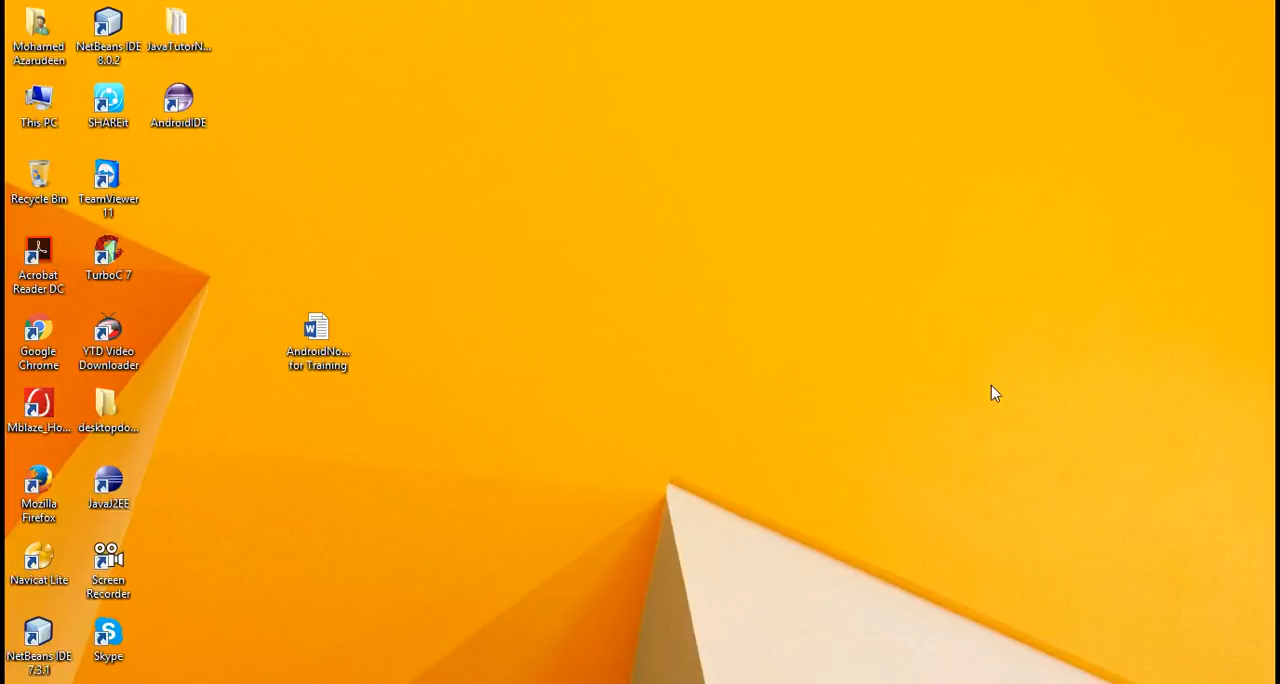 Mohamed
Azarudeen
NetBeans IDE
8.0.2
JavaTutorN...
This PC
SHAREit
AndroidIDE
Recycle Bin
TeamViewer
11
Acrobat
Reader DC
TurboC 7
Google
Chrome
YTD Video
Downloader
AndroidNo...
for Training
Mblaze_Ho...
desktopdo...
Mozilla
Firefox
JavaJ2EE
Navicat Lite
Screen
Recorder
NetBeans IDE
7.3.1
Skype